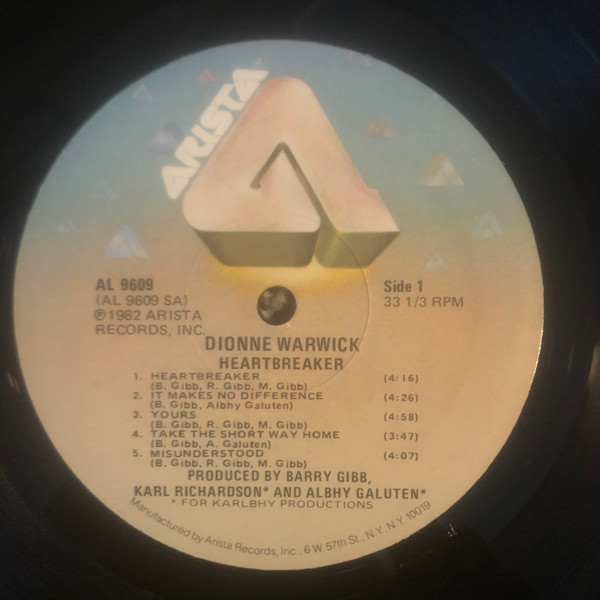 ARISTA
AL 9609
(AL 9609 SA)
℗1982 ARISTA
RECORDS, INC.
Side 1
33 1/3 RPM
DIONNE WARWICK
HEARTBREAKER
1. HEARTBREAKER (4:16)
(B. Gibb, R. Gibb, M. Gibb)
2. IT MAKES NO DIFFERENCE (4:26)
(B. Gibb, Albhy Galuten)
3. YOURS (4:58)
(B. Gibb, R. Gibb, M. Gibb)
4. TAKE THE SHORT WAY HOME (3:47)
(B. Gibb, A. Galuten)
5. MISUNDERSTOOD (4:07)
(B. Gibb, R. Gibb, M. Gibb)
PRODUCED BY BARRY GIBB,
KARL RICHARDSON* AND ALBHY GALUTEN*
* FOR KARLBHY PRODUCTIONS
Manufactured by Arista Records, Inc. 6 W 57th St., N.Y. N.Y. 10019